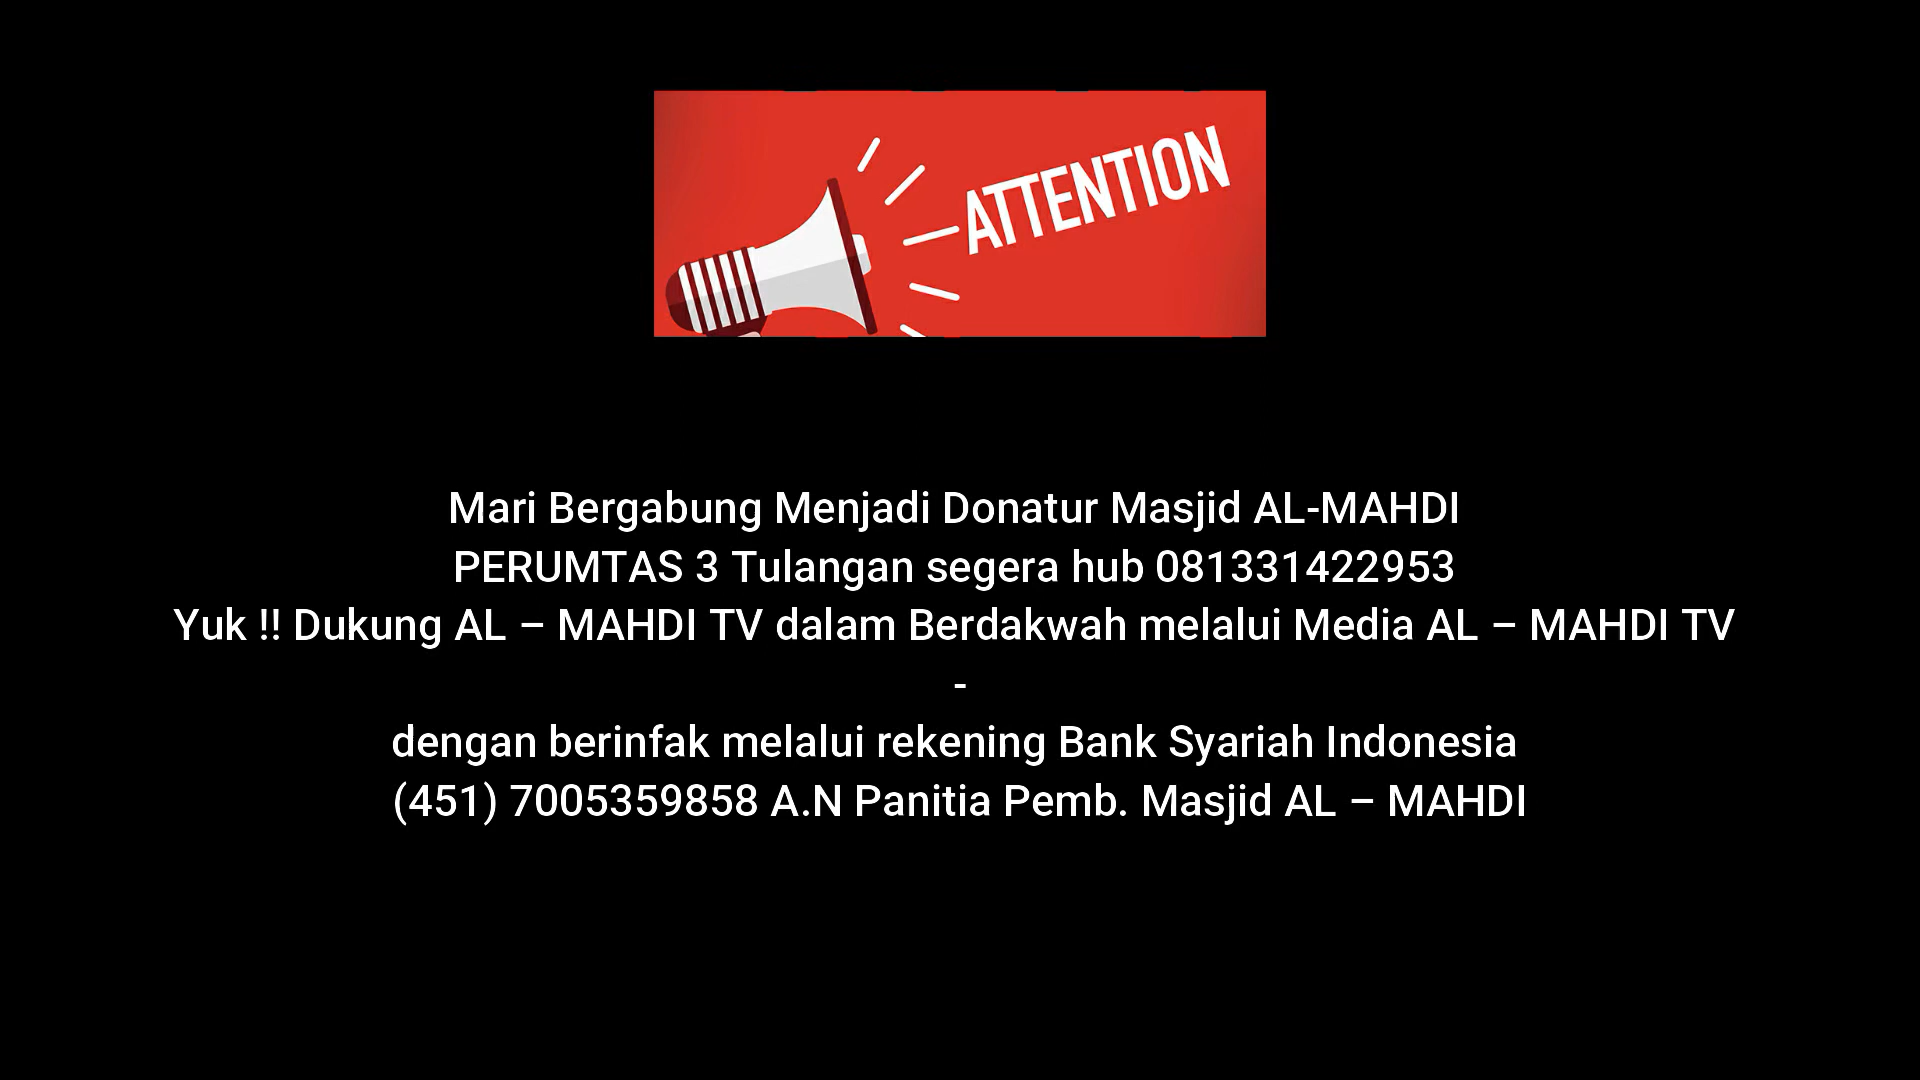 ATTENTION
Mari Bergabung Menjadi Donatur Masjid AL-MAHDI
PERUMTAS 3 Tulangan segera hub 081331422953
Yuk !! Dukung AL – MAHDI TV dalam Berdakwah melalui Media AL – MAHDI TV
-
dengan berinfak melalui rekening Bank Syariah Indonesia
(451) 7005359858 A.N Panitia Pemb. Masjid AL – MAHDI